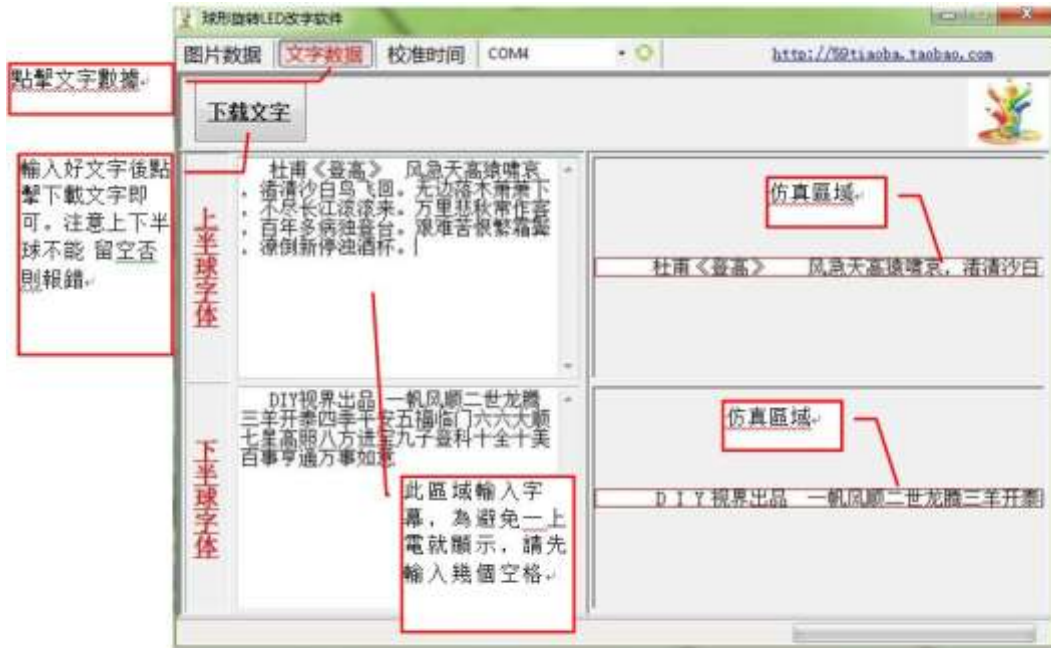 球形旋转LED改字软件
图片数据 文字数据 校准时间 COM4 http://59tiaoba.taobao.com
點擊文字數據
下载文字
輸入好文字後點
擊下載文字即
可。注意上下半
球不能 留空否
則報錯
上半球字体
杜甫《登高》 风急天高猿啸哀
，渚清沙白鸟飞回。无边落木萧萧下
，不尽长江滚滚来。万里悲秋常作客
，百年多病独登台。艰难苦恨繁霜鬓
，潦倒新停浊酒杯。
仿真區域
杜甫《登高》 风急天高猿啸哀，渚清沙白
下半球字体
DIY视界出品 一帆风顺二世龙腾
三羊开泰四季平安五福临门六六大顺
七星高照八方进宝九子登科十全十美
百事亨通万事如意
此區域輸入字
幕，為避免一上
電就顯示，請先
輸入幾個空格
仿真區域
DIY视界出品 一帆风顺二世龙腾三羊开泰